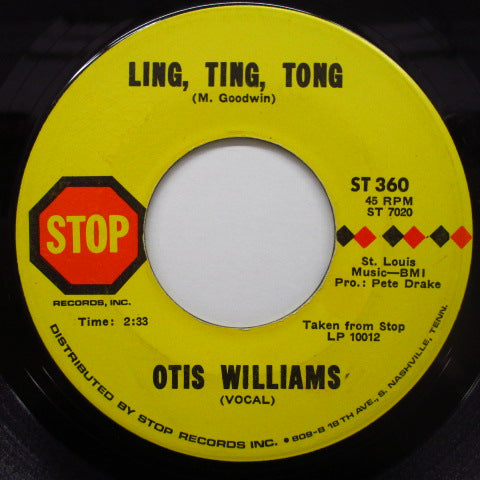 LING, TING, TONG
(M. Goodwin)
ST 360
45 RPM
ST 7020
STOP
RECORDS, INC.
St. Louis
Music—BMI
Pro.: Pete Drake
Time: 2:33
Taken from Stop
LP 10012
OTIS WILLIAMS
(VOCAL)
DISTRIBUTED BY STOP RECORDS INC. • 809-B 18 TH AVE., S. NASHVILLE, TENN.